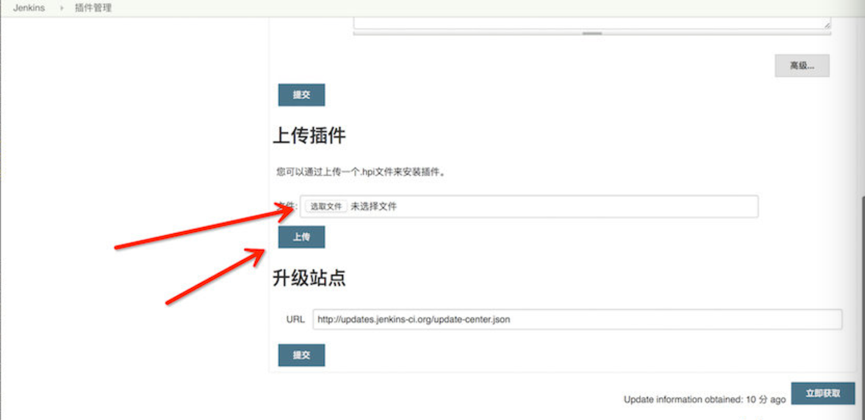 Jenkins › 插件管理
高级...
提交
上传插件
您可以通过上传一个.hpi文件来安装插件。
文件: 选取文件 未选择文件
上传
升级站点
URL http://updates.jenkins-ci.org/update-center.json
提交
Update information obtained: 10 分 ago 立即获取